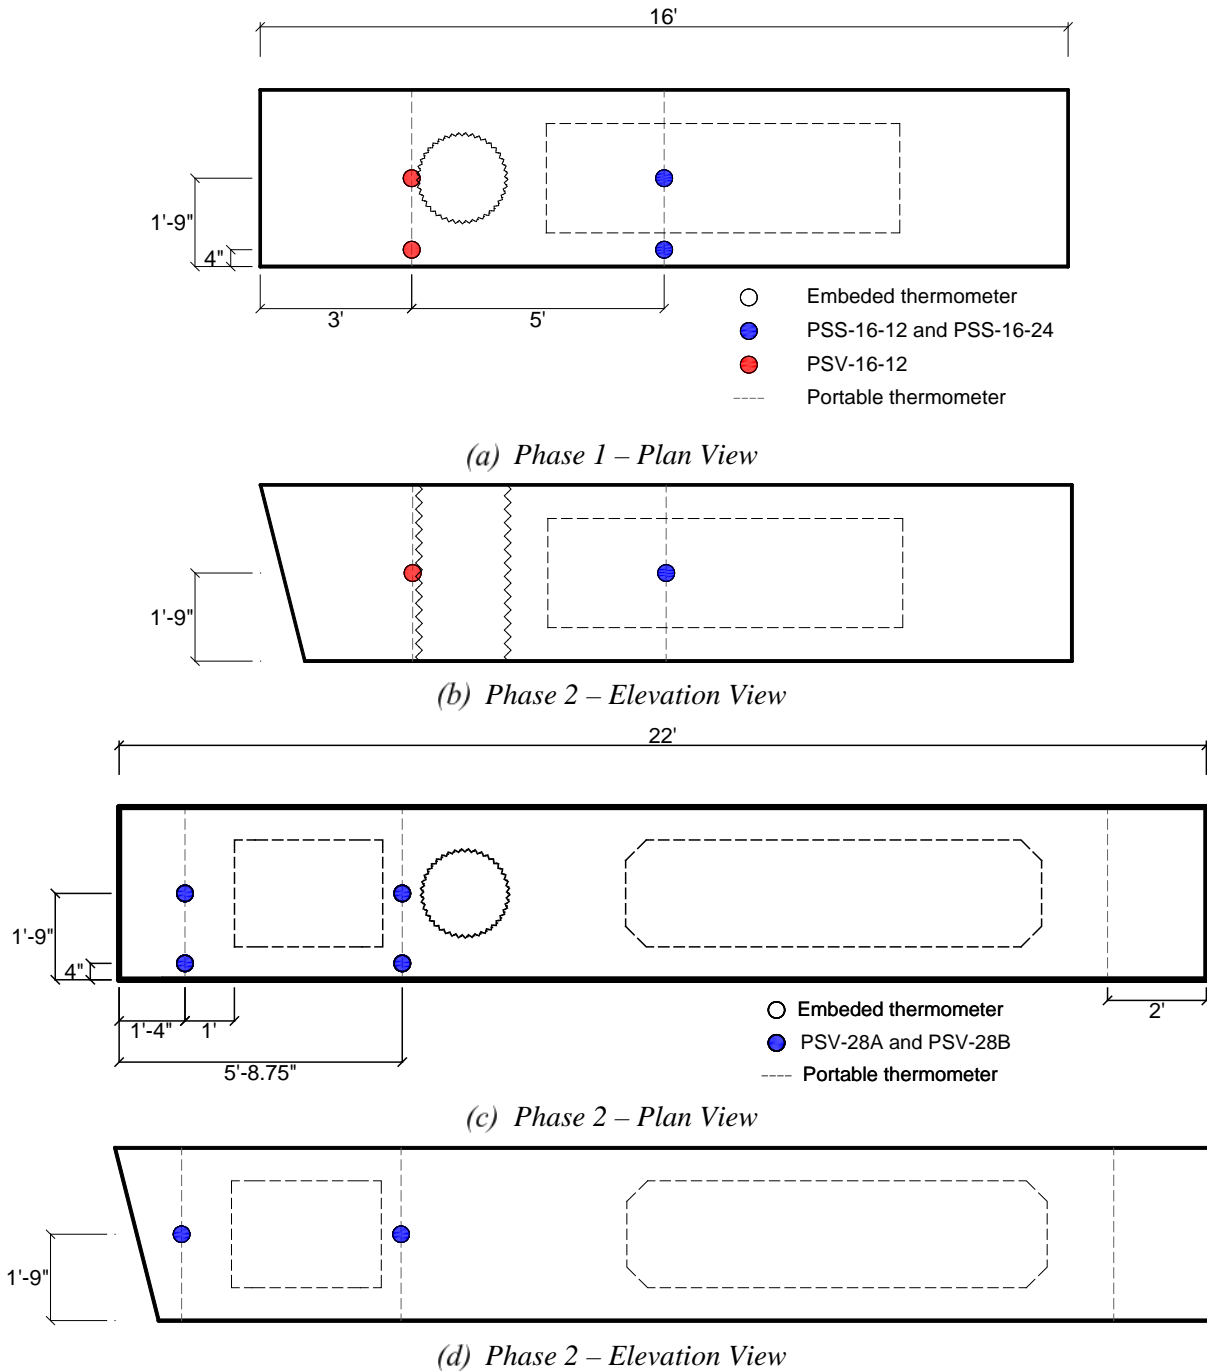 16'
1'-9"
4"
3'
5'
Embeded thermometer
PSS-16-12 and PSS-16-24
PSV-16-12
Portable thermometer
(a) Phase 1 – Plan View
1'-9"
(b) Phase 2 – Elevation View
22'
1'-9"
4"
1'-4"
1'
2'
5'-8.75"
Embeded thermometer
PSV-28A and PSV-28B
Portable thermometer
(c) Phase 2 – Plan View
1'-9"
(d) Phase 2 – Elevation View